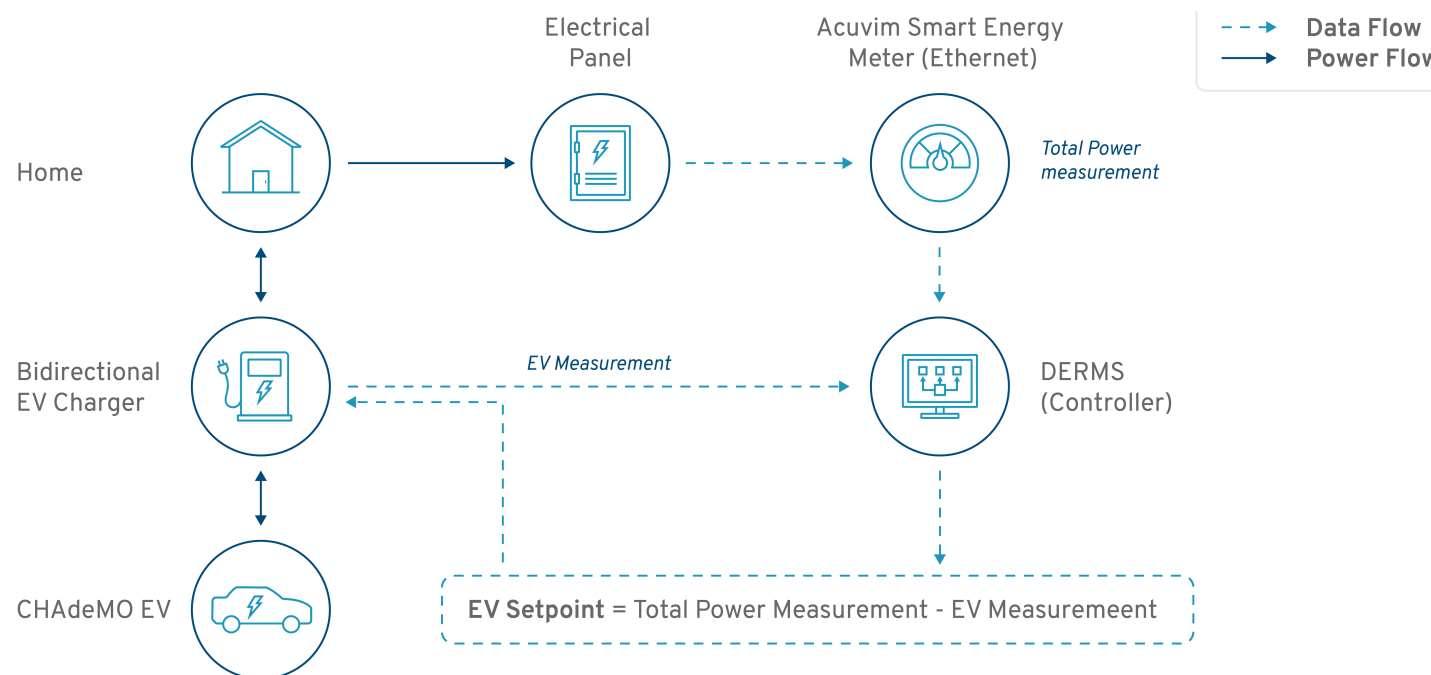 Electrical
Panel
Acuvim Smart Energy
Meter (Ethernet)
Data Flow
Power Flow
Home
Total Power
measurement
Bidirectional
EV Charger
EV Measurement
DERMS
(Controller)
CHAdeMO EV
EV Setpoint = Total Power Measurement - EV Measuremeent